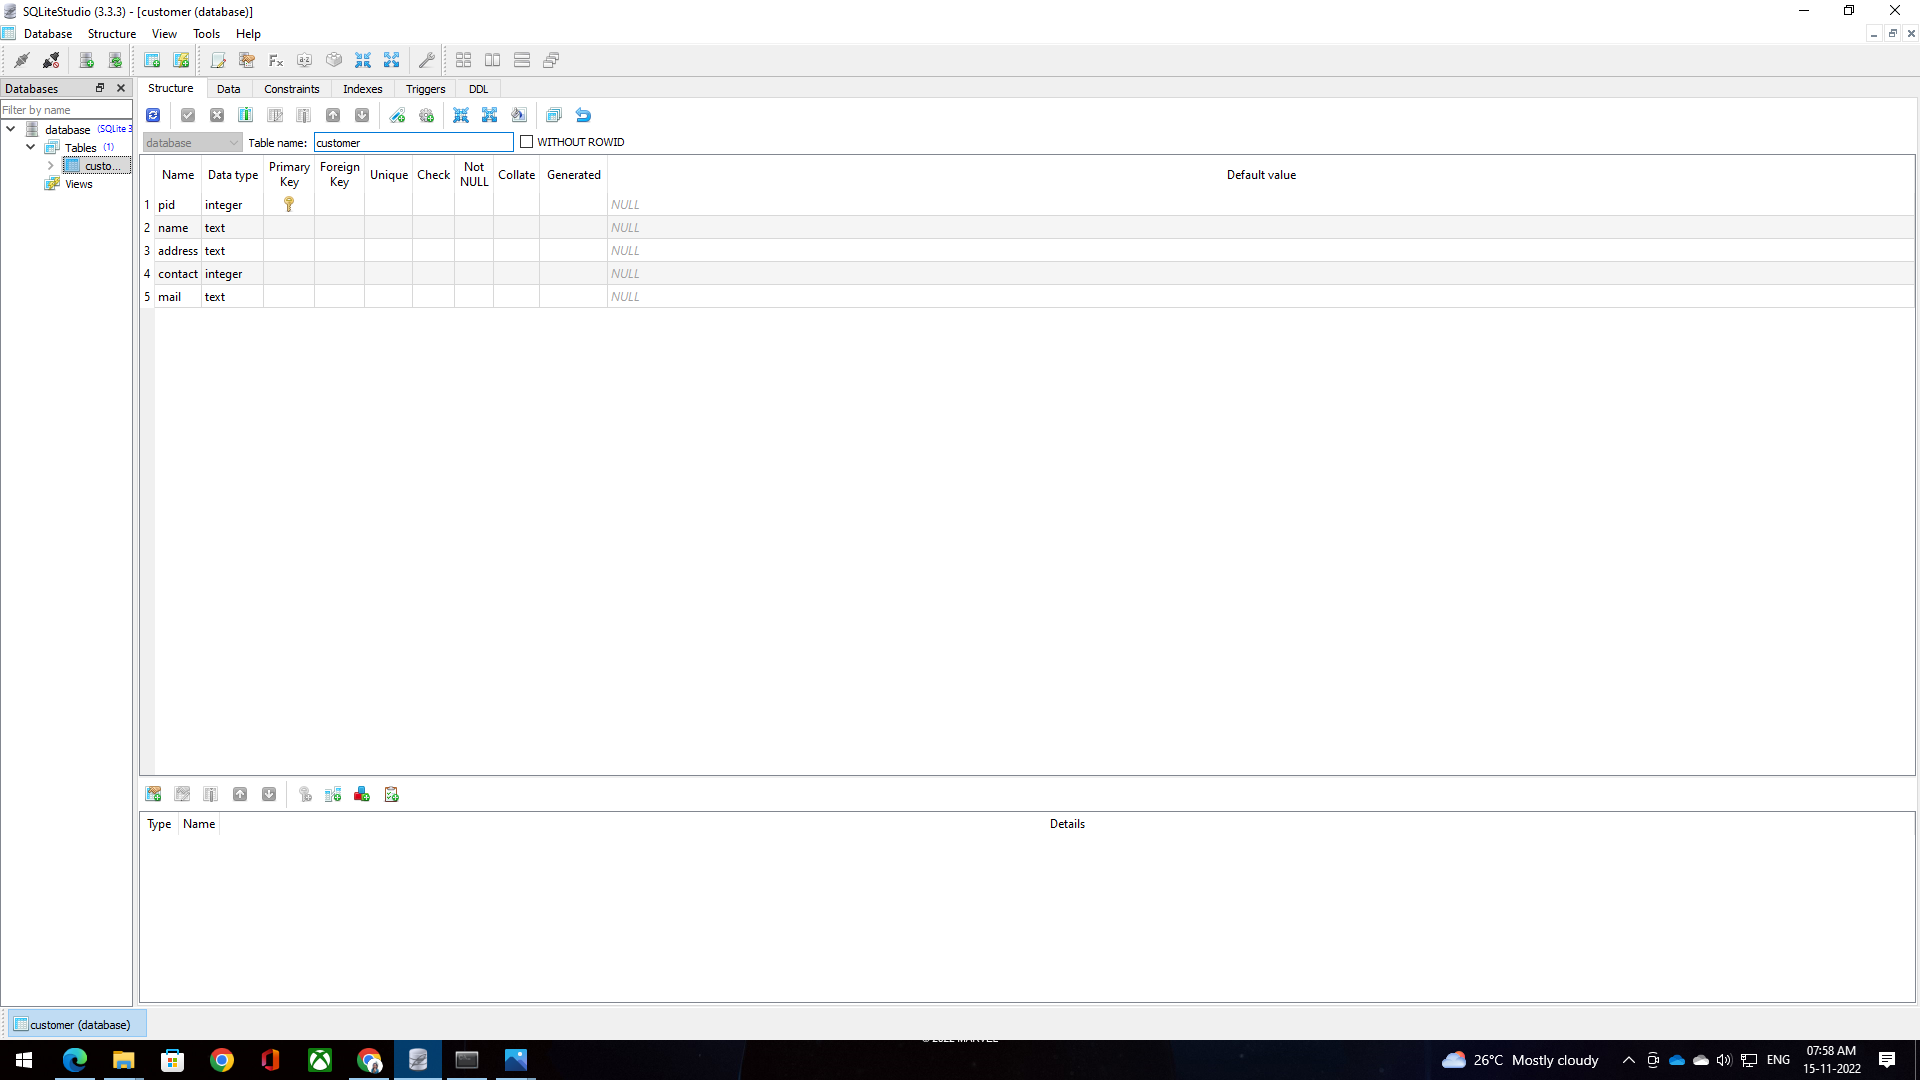 SQLiteStudio (3.3.3) - [customer (database)]
Database Structure View Tools Help
Databases
Structure Data Constraints Indexes Triggers DDL
Filter by name
database (SQLite 3
Tables (1)
custo...
Views
database Table name: customer WITHOUT ROWID
Name Data type Primary Key Foreign Key Unique Check Not NULL Collate Generated Default value
1 pid integer NULL
2 name text NULL
3 address text NULL
4 contact integer NULL
5 mail text NULL
Type Name Details
customer (database)
© 2022 MARVEL
26°C Mostly cloudy ENG 07:58 AM
15-11-2022